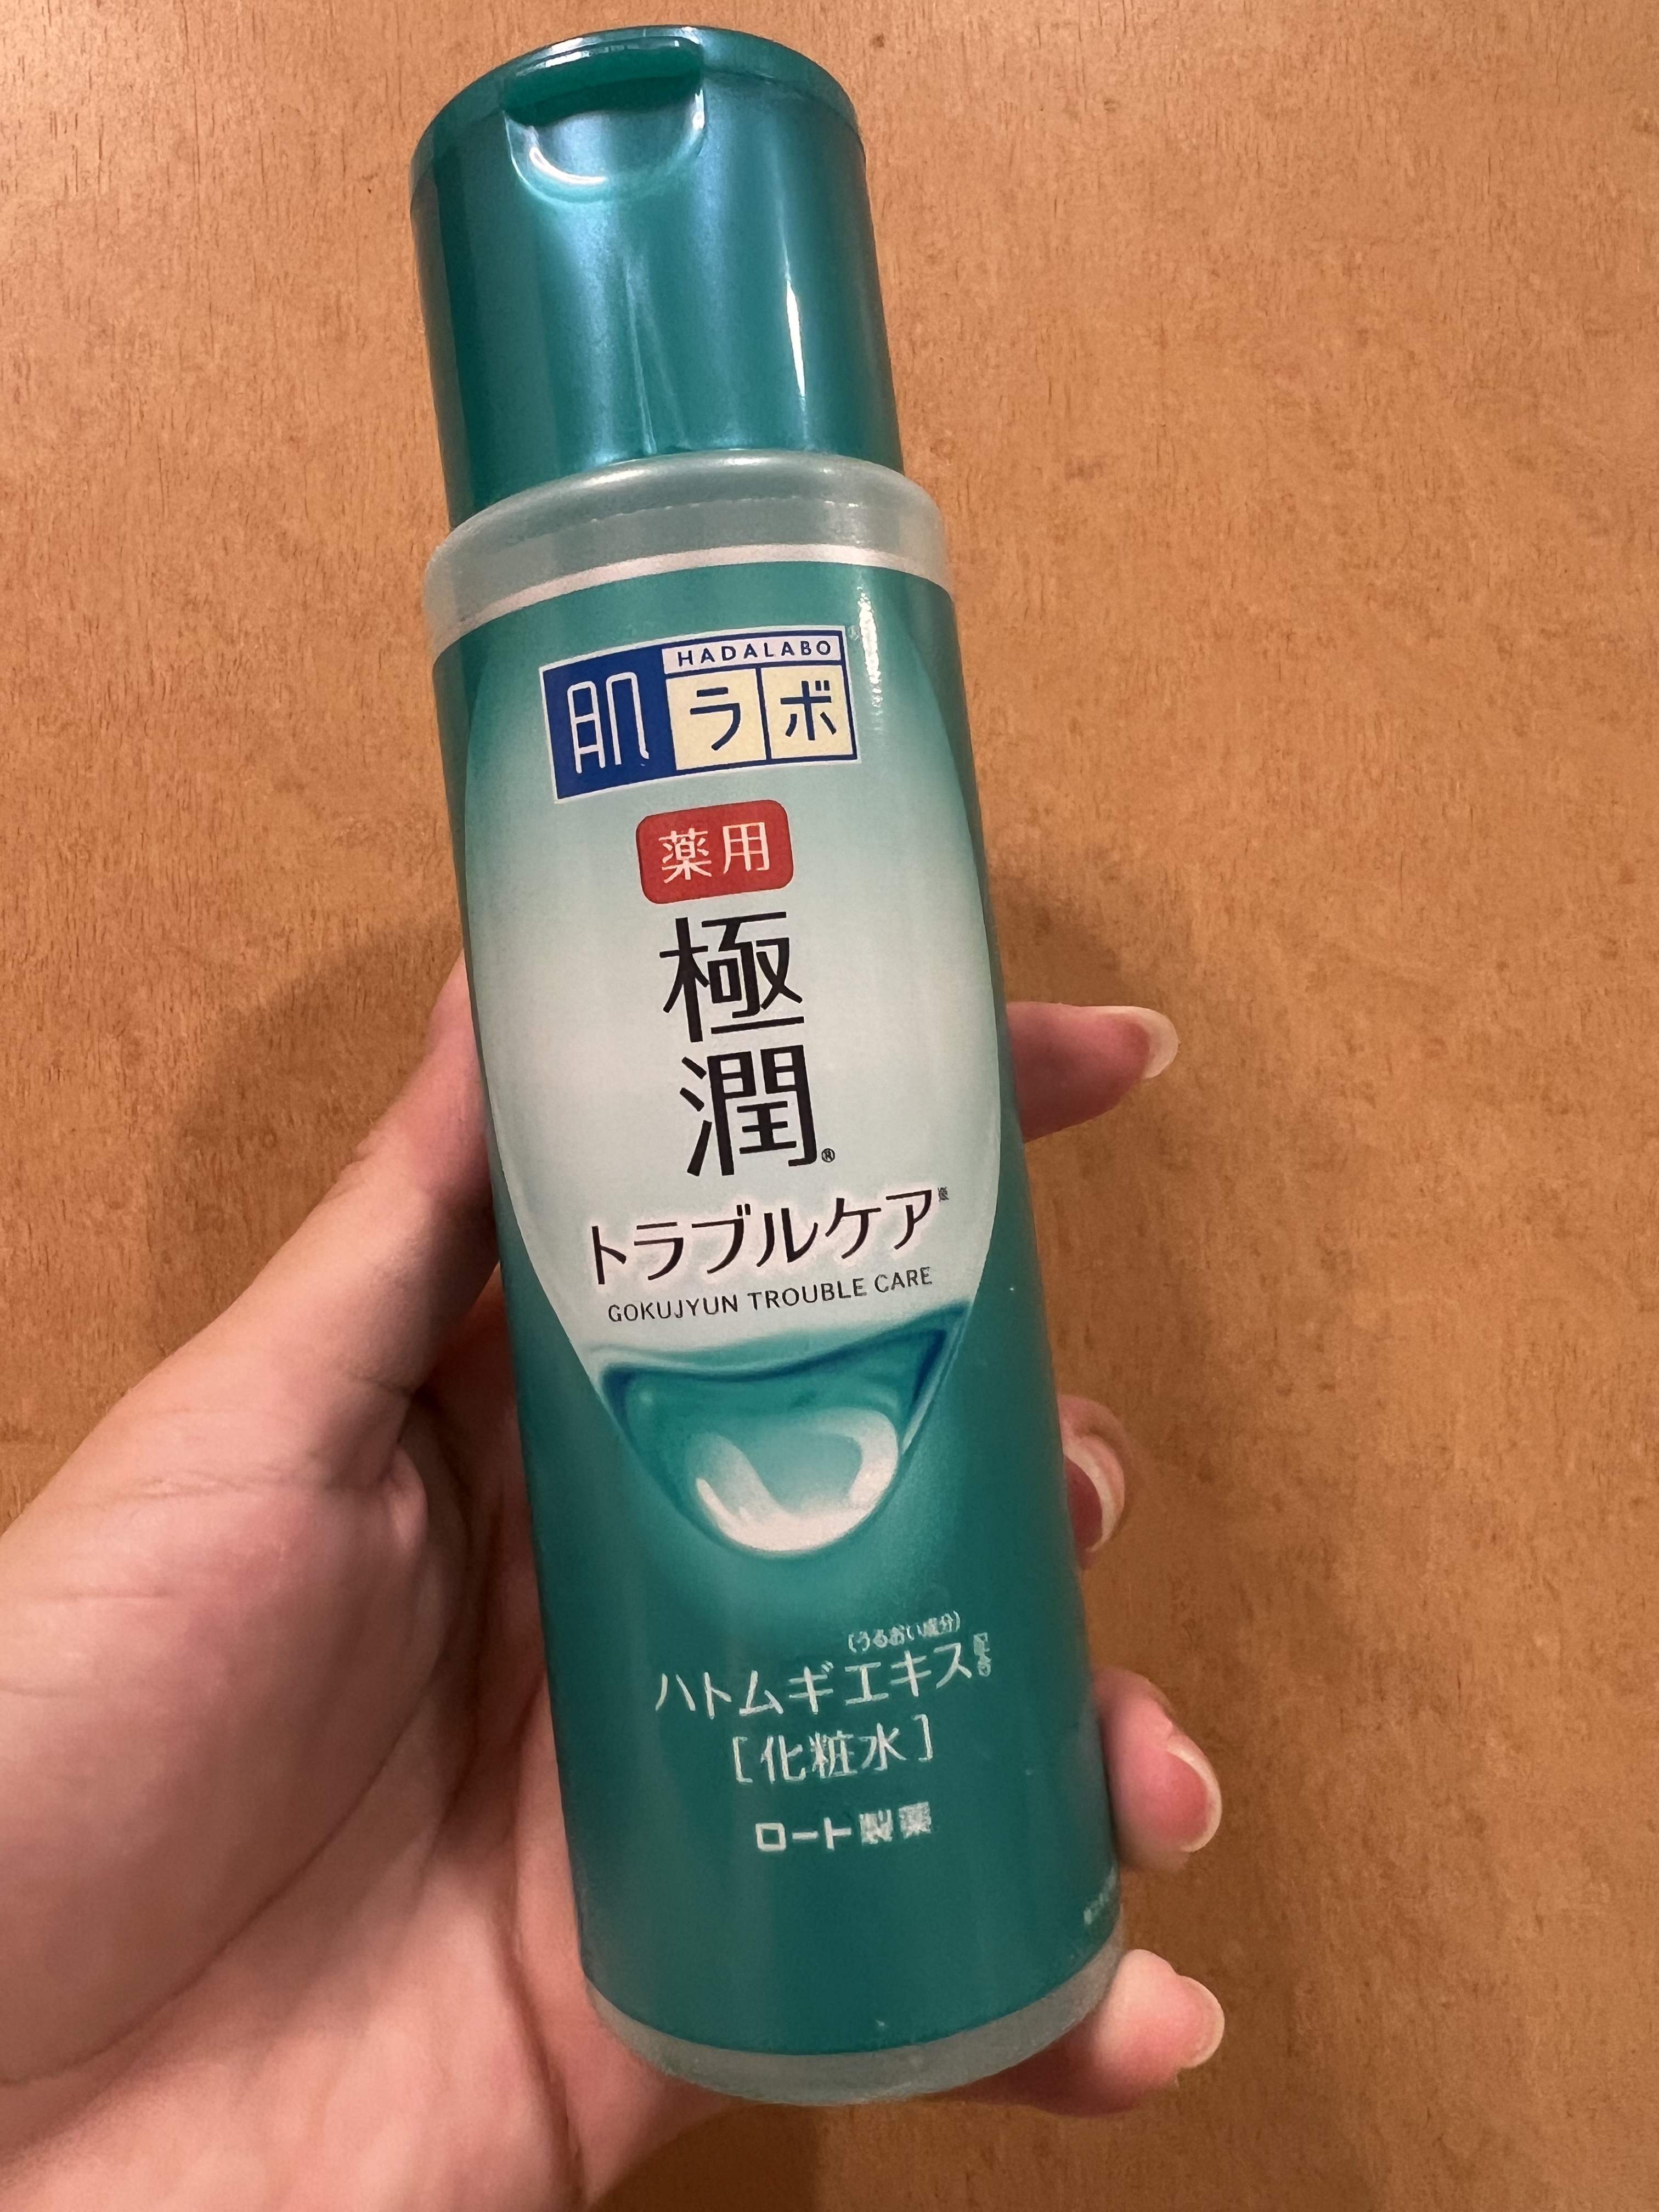 HADALABO
肌ラボ
薬用
極
潤®
トラブルケア※
GOKUJYUN TROUBLE CARE
(うるおい成分)
ハトムギエキス配合
[化粧水]
ロート製薬